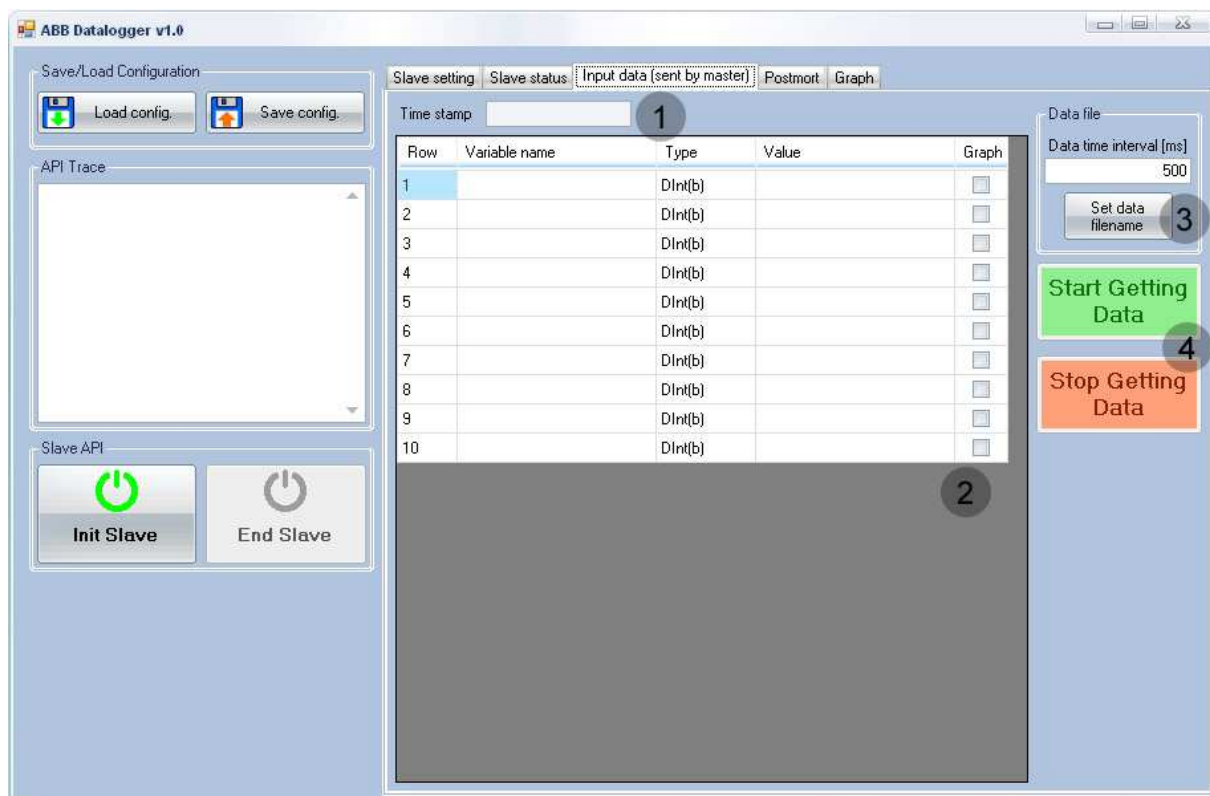 ABB Datalogger v1.0
Save/Load Configuration
Load config.
Save config.
API Trace
Slave API
Init Slave
End Slave
Slave setting
Slave status
Input data (sent by master)
Postmort
Graph
Time stamp
1
Row Variable name Type Value Graph
1 DInt(b)
2 DInt(b)
3 DInt(b)
4 DInt(b)
5 DInt(b)
6 DInt(b)
7 DInt(b)
8 DInt(b)
9 DInt(b)
10 DInt(b)
2
Data file
Data time interval [ms]
500
Set data
filename
3
Start Getting
Data
4
Stop Getting
Data